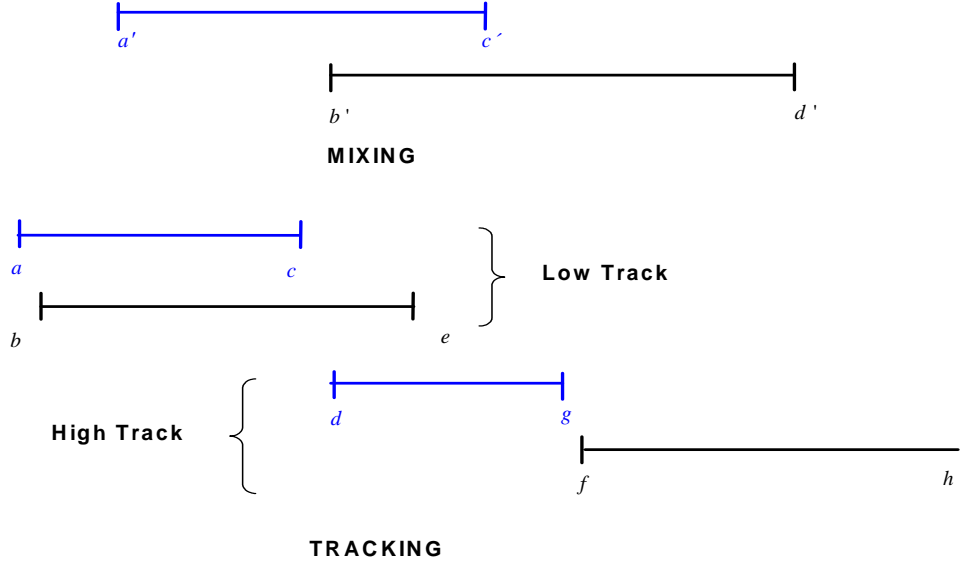 a' c´
b' d'
MIXING
a c
Low Track
b e
d g
High Track
f h
TRACKING